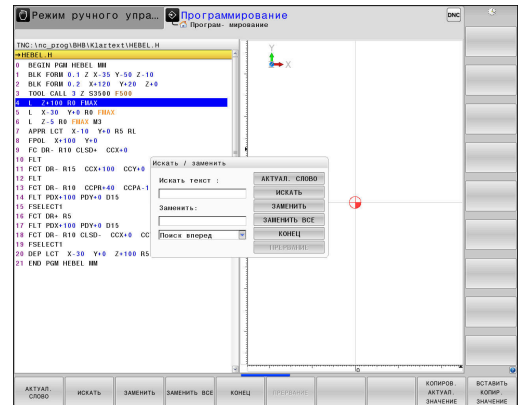 Режим ручного упра…
Программирование
Програм- мирование
DNC
TNC:\nc_prog\BHB\Klartext\HEBEL.H
→HEBEL.H
0 BEGIN PGM HEBEL MM
1 BLK FORM 0.1 Z X-35 Y-50 Z-10
2 BLK FORM 0.2 X+120 Y+20 Z+0
3 TOOL CALL 3 Z S3500 F500
4 L Z+100 R0 FMAX
5 L X-30 Y+0 R0 FMAX
6 L Z-5 R0 FMAX M3
7 APPR LCT X-10 Y+0 R5 RL
8 FPOL X+100 Y+0
9 FC DR- R10 CLSD+ CCX+0
10 FLT
11 FCT DR- R15 CCX+100 CCY+0
12 FLT
13 FCT DR- R10 CCPR+40 CCPA-1
14 FLT PDX+100 PDY+0 D15
15 FSELECT1
16 FCT DR+ R5
17 FLT PDX+100 PDY+0 D15
18 FCT DR- R10 CLSD- CCX+0 CC
19 FSELECT1
20 DEP LCT X-30 Y+0 Z+100 R5
21 END PGM HEBEL MM
Y
X
Искать / заменить
Искать текст :
Заменить:
Поиск вперед
АКТУАЛ. СЛОВО
ИСКАТЬ
ЗАМЕНИТЬ
ЗАМЕНИТЬ ВСЕ
КОНЕЦ
ПРЕРВАНИЕ
0
АКТУАЛ.
СЛОВО
ИСКАТЬ
ЗАМЕНИТЬ
ЗАМЕНИТЬ ВСЕ
КОНЕЦ
ПРЕРВАНИЕ
КОПИРОВ.
АКТУАЛ.
ЗНАЧЕНИЕ
ВСТАВИТЬ
КОПИР.
ЗНАЧЕНИЕ